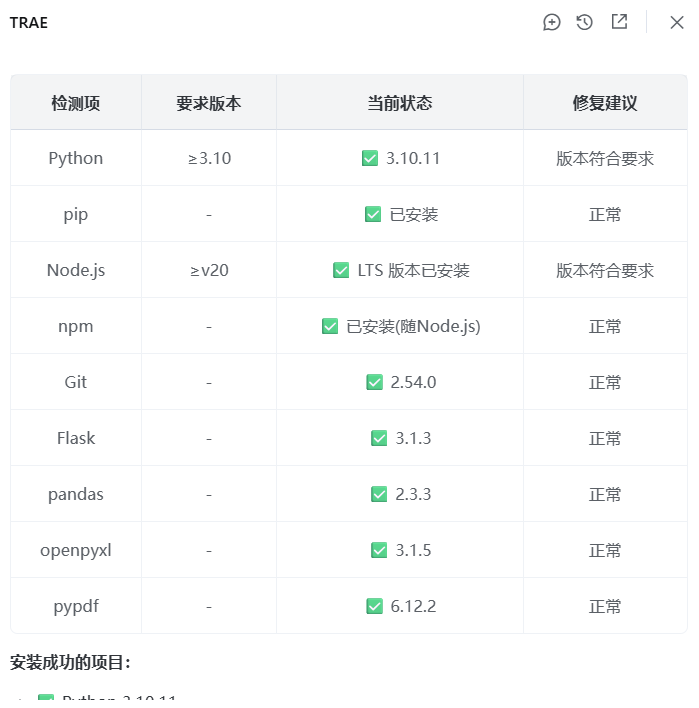 TRAE
检测项 要求版本 当前状态 修复建议
Python ≥3.10 ✅ 3.10.11 版本符合要求
pip - ✅ 已安装 正常
Node.js ≥v20 ✅ LTS 版本已安装 版本符合要求
npm - ✅ 已安装(随Node.js) 正常
Git - ✅ 2.54.0 正常
Flask - ✅ 3.1.3 正常
pandas - ✅ 2.3.3 正常
openpyxl - ✅ 3.1.5 正常
pypdf - ✅ 6.12.2 正常
安装成功的项目：
✅ Python 3.10.11